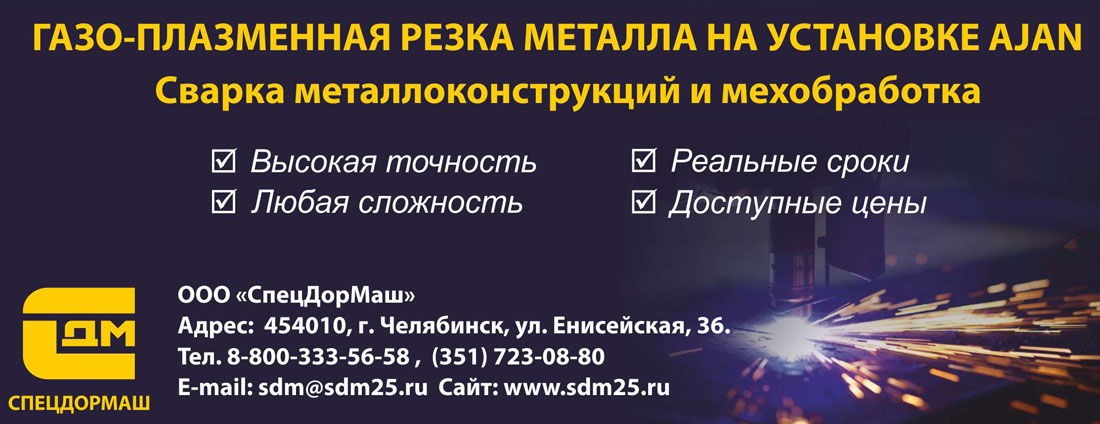 ГАЗО-ПЛАЗМЕННАЯ РЕЗКА МЕТАЛЛА НА УСТАНОВКЕ AJAN
Сварка металлоконструкций и мехобработка
Высокая точность
Любая сложность
Реальные сроки
Доступные цены
СДМ
СПЕЦДОРМАШ
ООО «СпецДорМаш»
Адрес: 454010, г. Челябинск, ул. Енисейская, 36.
Тел. 8-800-333-56-58 , (351) 723-08-80
E-mail: sdm@sdm25.ru Сайт: www.sdm25.ru